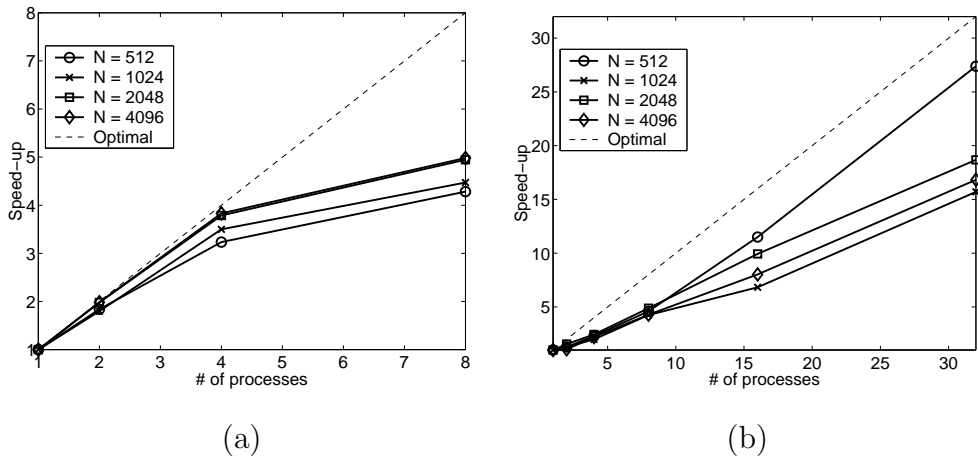 8
7
6
5
4
3
2
1
Speed-up
N = 512
N = 1024
N = 2048
N = 4096
Optimal
1 2 3 4 5 6 7 8
# of processes
(a)
30
25
20
15
10
5
Speed-up
N = 512
N = 1024
N = 2048
N = 4096
Optimal
5 10 15 20 25 30
# of processes
(b)